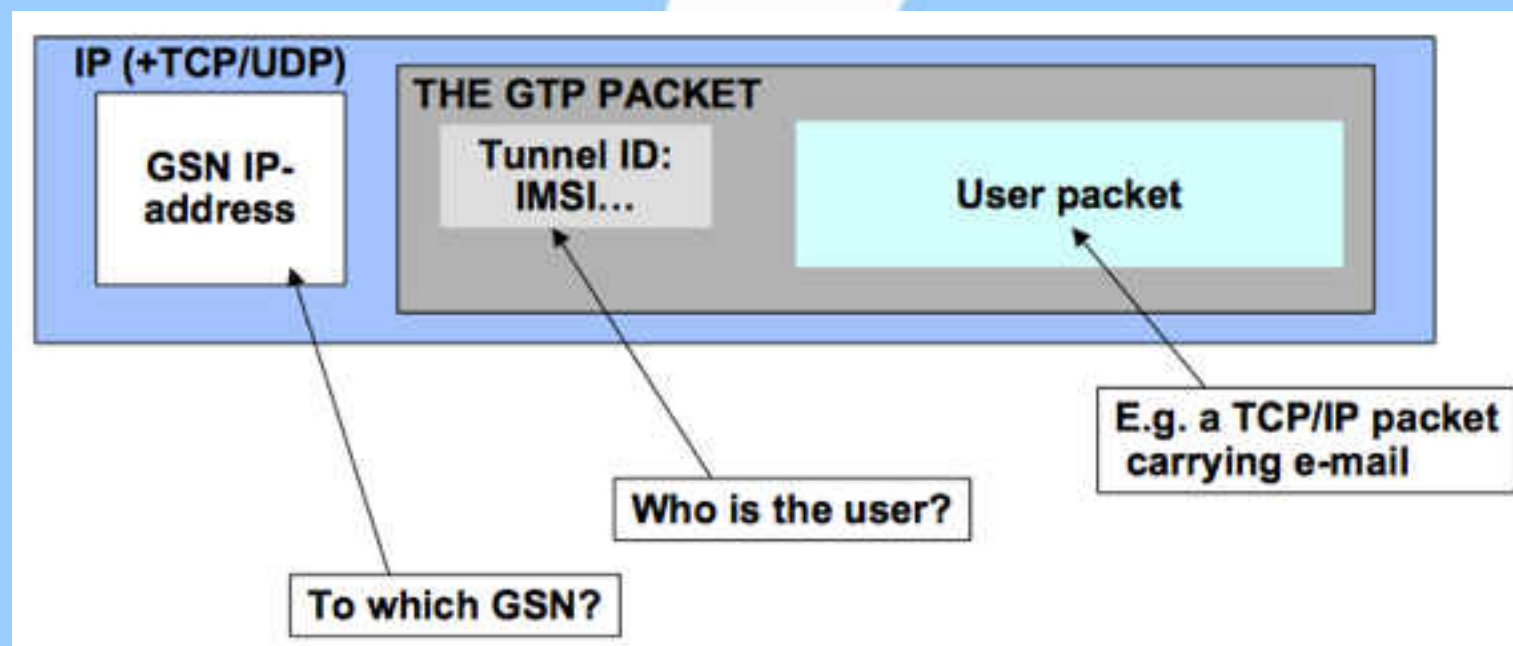 IP (+TCP/UDP)
GSN IP-
address
THE GTP PACKET
Tunnel ID:
IMSI...
User packet
E.g. a TCP/IP packet
carrying e-mail
Who is the user?
To which GSN?